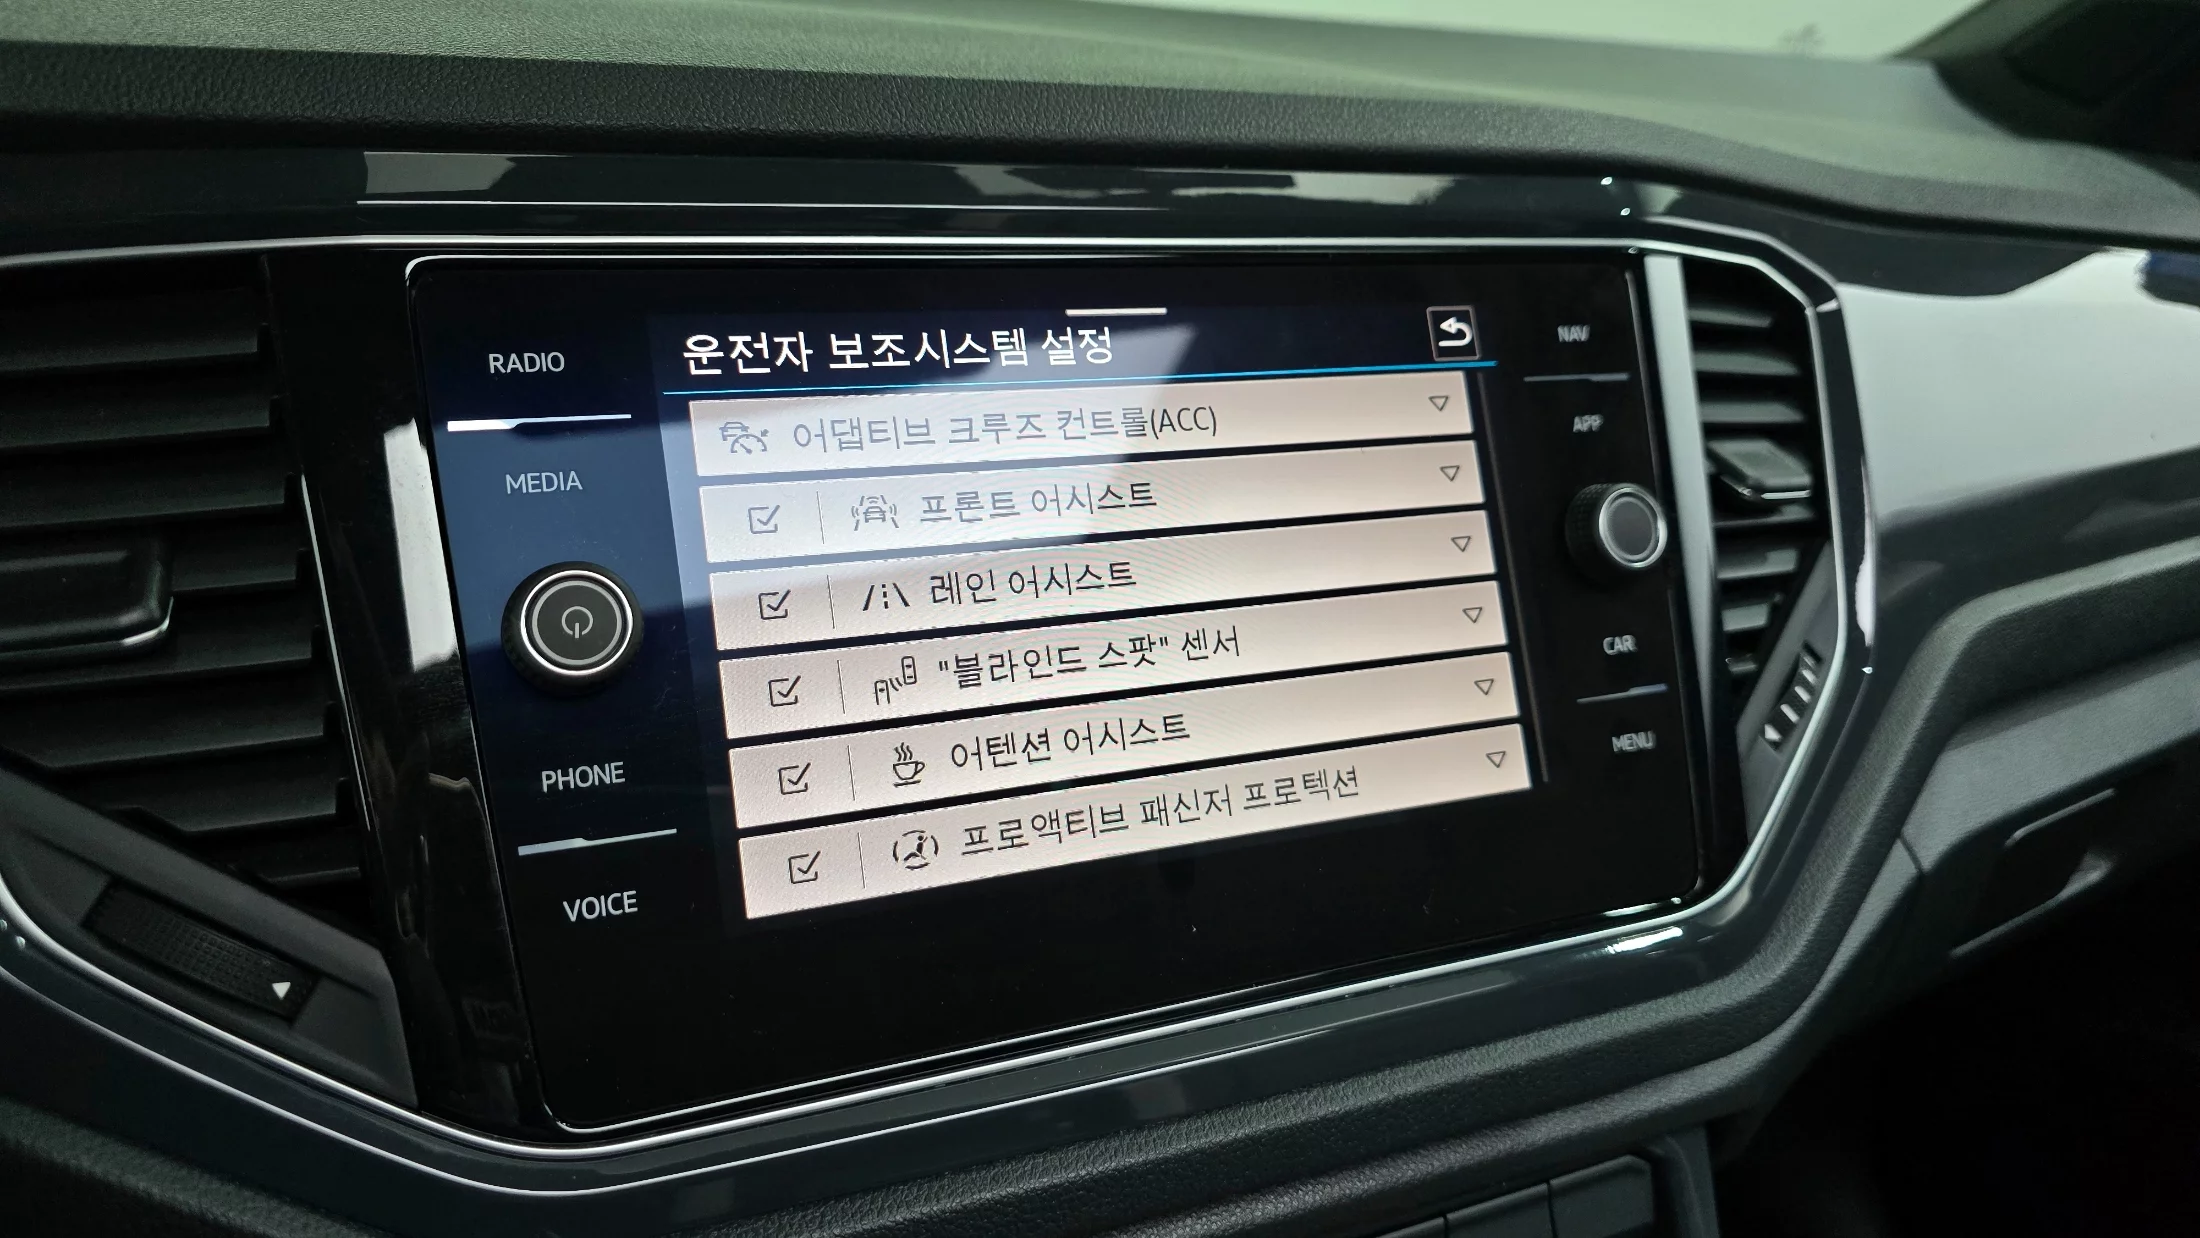 운전자 보조시스템 설정
RADIO
MEDIA
PHONE
VOICE
어댑티브 크루즈 컨트롤(ACC)
프론트 어시스트
레인 어시스트
"블라인드 스팟" 센서
어텐션 어시스트
프로액티브 패신저 프로텍션
NAV
APP
CAR
MENU